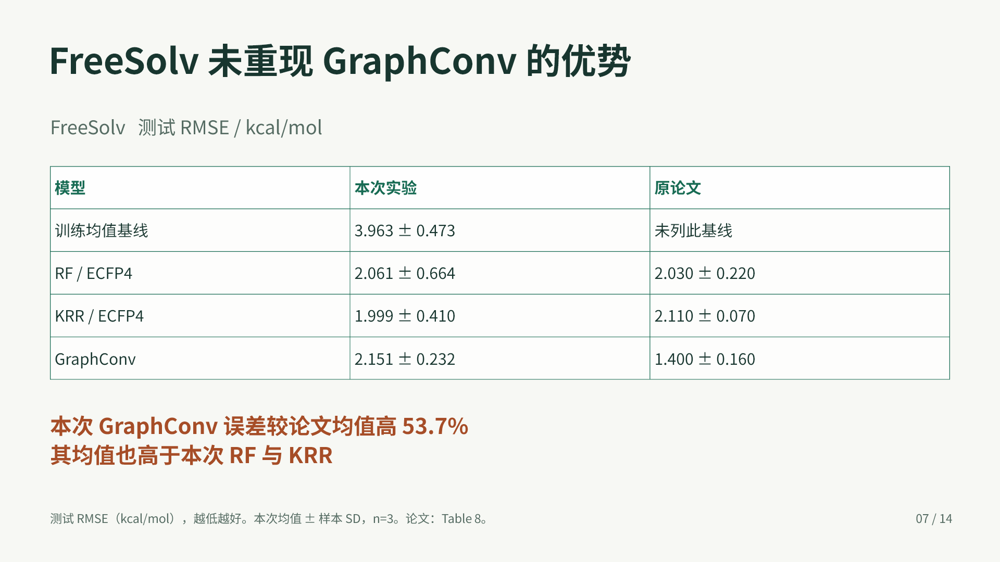 FreeSolv 未重现 GraphConv 的优势
FreeSolv 测试 RMSE / kcal/mol
模型 本次实验 原论文
训练均值基线 3.963 ± 0.473 未列此基线
RF / ECFP4 2.061 ± 0.664 2.030 ± 0.220
KRR / ECFP4 1.999 ± 0.410 2.110 ± 0.070
GraphConv 2.151 ± 0.232 1.400 ± 0.160
本次 GraphConv 误差较论文均值高 53.7%
其均值也高于本次 RF 与 KRR
测试 RMSE（kcal/mol），越低越好。本次均值 ± 样本 SD，n=3。论文：Table 8。
07 / 14